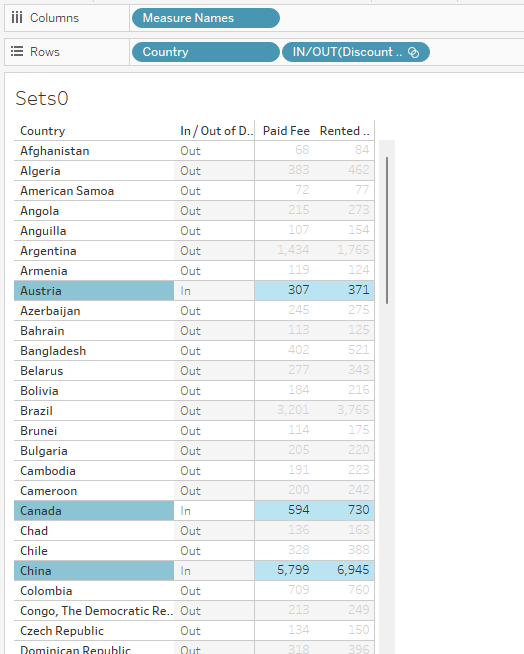 Columns Measure Names
Rows Country IN/OUT(Discount ..
Sets0
Country In / Out of D.. Paid Fee Rented ..
Afghanistan Out 68 84
Algeria Out 383 462
American Samoa Out 72 77
Angola Out 215 273
Anguilla Out 107 154
Argentina Out 1,434 1,765
Armenia Out 119 124
Austria In 307 371
Azerbaijan Out 245 275
Bahrain Out 113 125
Bangladesh Out 402 521
Belarus Out 277 343
Bolivia Out 184 216
Brazil Out 3,201 3,765
Brunei Out 114 175
Bulgaria Out 205 220
Cambodia Out 191 223
Cameroon Out 200 242
Canada In 594 730
Chad Out 136 163
Chile Out 328 388
China In 5,799 6,945
Colombia Out 709 760
Congo, The Democratic Re.. Out 213 249
Czech Republic Out 134 150
Dominican Republic Out 318 396